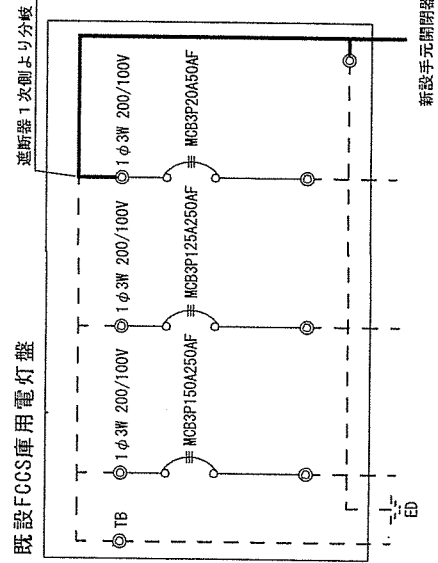 既設FCCS庫用電灯盤
遮断器1次側より分岐
TB
1φ3W 200/100V
MCB3P150A250AF
1φ3W 200/100V
MCB3P125A250AF
1φ3W 200/100V
MCB3P20A50AF
ED
新設手元開閉器